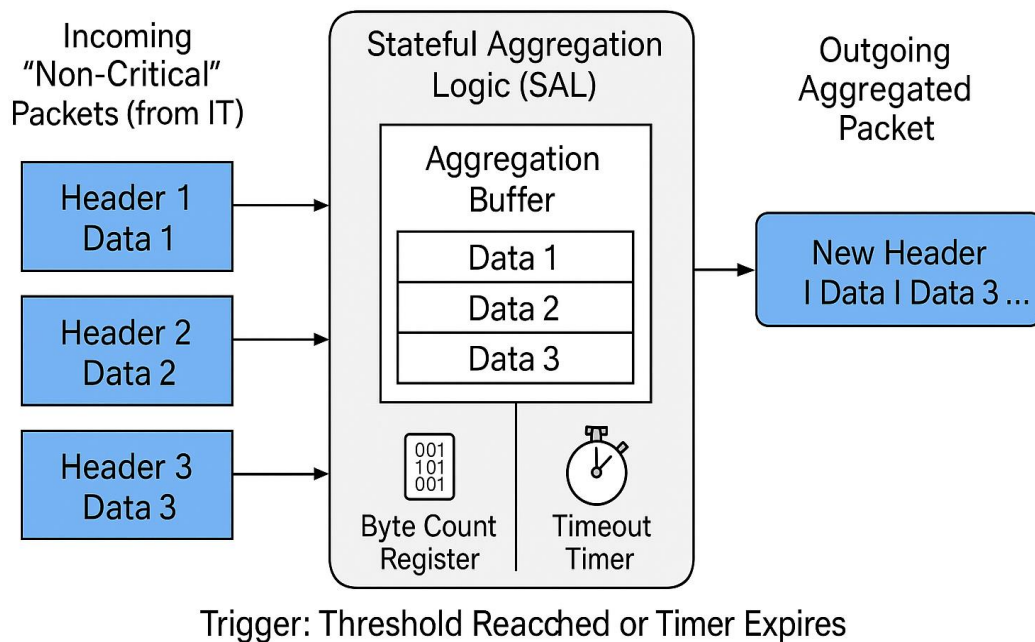 Incoming
“Non-Critical”
Packets (from IT)
Header 1
Data 1
Header 2
Data 2
Header 3
Data 3
Stateful Aggregation
Logic (SAL)
Aggregation
Buffer
Data 1
Data 2
Data 3
001
101
001
Byte Count
Register
Timeout
Timer
Outgoing
Aggregated
Packet
New Header
I Data I Data 3 ...
Trigger: Threshold Reacched or Timer Expires